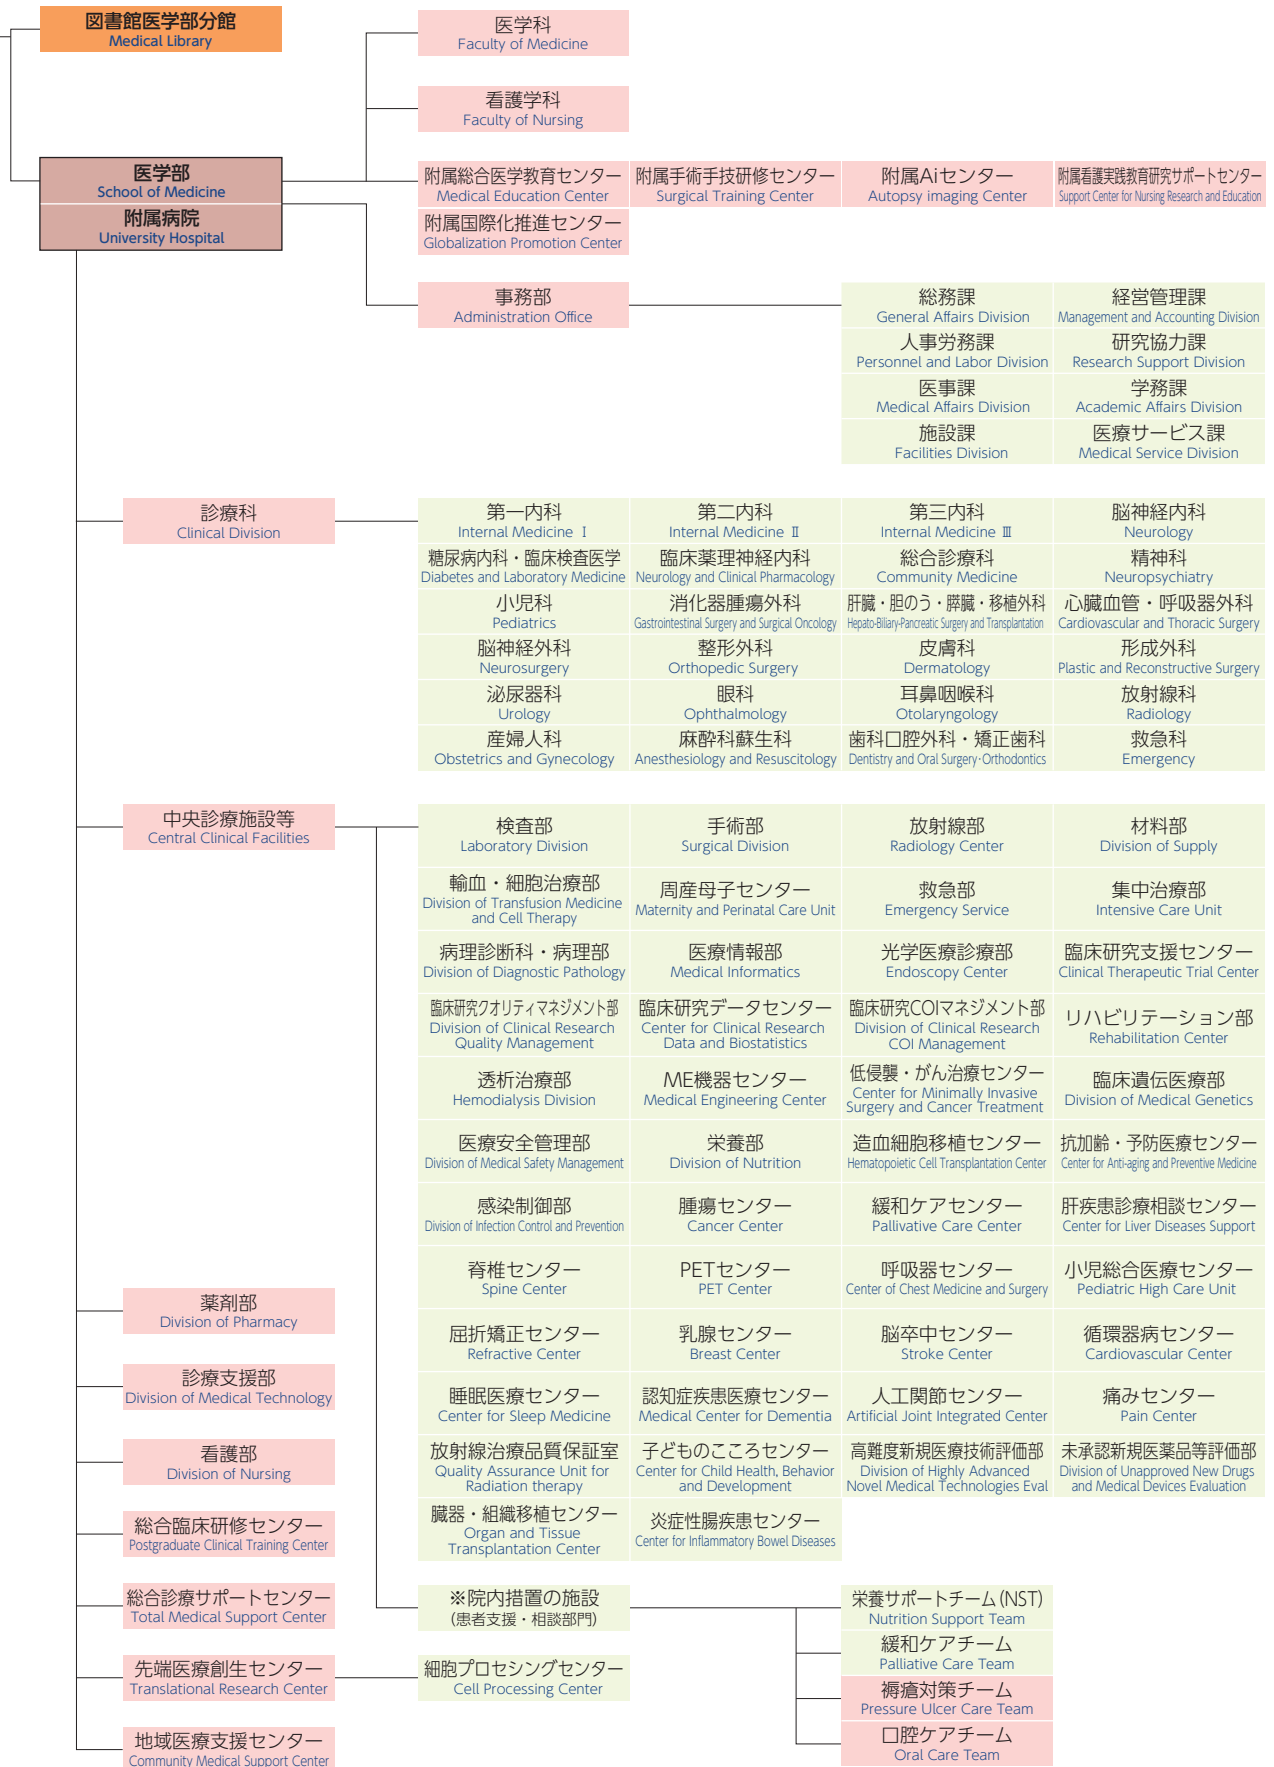 図書館医学部分館
Medical Library
医学部
School of Medicine
附属病院
University Hospital
医学科
Faculty of Medicine
看護学科
Faculty of Nursing
附属総合医学教育センター
Medical Education Center
附属手術手技研修センター
Surgical Training Center
附属Aiセンター
Autopsy imaging Center
附属看護実践教育研究サポートセンター
Support Center for Nursing Research and Education
附属国際化推進センター
Globalization Promotion Center
事務部
Administration Office
総務課
General Affairs Division
経営管理課
Management and Accounting Division
人事労務課
Personnel and Labor Division
研究協力課
Research Support Division
医事課
Medical Affairs Division
学務課
Academic Affairs Division
施設課
Facilities Division
医療サービス課
Medical Service Division
診療科
Clinical Division
第一内科
Internal Medicine Ⅰ
第二内科
Internal Medicine Ⅱ
第三内科
Internal Medicine Ⅲ
脳神経内科
Neurology
糖尿病内科・臨床検査医学
Diabetes and Laboratory Medicine
臨床薬理神経内科
Neurology and Clinical Pharmacology
総合診療科
Community Medicine
精神科
Neuropsychiatry
小児科
Pediatrics
消化器腫瘍外科
Gastrointestinal Surgery and Surgical Oncology
肝臓・胆のう・膵臓・移植外科
Hepato-Biliary-Pancreatic Surgery and Transplantation
心臓血管・呼吸器外科
Cardiovascular and Thoracic Surgery
脳神経外科
Neurosurgery
整形外科
Orthopedic Surgery
皮膚科
Dermatology
形成外科
Plastic and Reconstructive Surgery
泌尿器科
Urology
眼科
Ophthalmology
耳鼻咽喉科
Otolaryngology
放射線科
Radiology
産婦人科
Obstetrics and Gynecology
麻酔科蘇生科
Anesthesiology and Resuscitology
歯科口腔外科・矯正歯科
Dentistry and Oral Surgery・Orthodontics
救急科
Emergency
中央診療施設等
Central Clinical Facilities
検査部
Laboratory Division
手術部
Surgical Division
放射線部
Radiology Center
材料部
Division of Supply
輸血・細胞治療部
Division of Transfusion Medicine
and Cell Therapy
周産母子センター
Maternity and Perinatal Care Unit
救急部
Emergency Service
集中治療部
Intensive Care Unit
病理診断科・病理部
Division of Diagnostic Pathology
医療情報部
Medical Informatics
光学医療診療部
Endoscopy Center
臨床研究支援センター
Clinical Therapeutic Trial Center
臨床研究クオリティマネジメント部
Division of Clinical Research
Quality Management
臨床研究データセンター
Center for Clinical Research
Data and Biostatistics
臨床研究COIマネジメント部
Division of Clinical Research
COI Management
リハビリテーション部
Rehabilitation Center
透析治療部
Hemodialysis Division
ME機器センター
Medical Engineering Center
低侵襲・がん治療センター
Center for Minimally Invasive
Surgery and Cancer Treatment
臨床遺伝医療部
Division of Medical Genetics
医療安全管理部
Division of Medical Safety Management
栄養部
Division of Nutrition
造血細胞移植センター
Hematopoietic Cell Transplantation Center
抗加齢・予防医療センター
Center for Anti-aging and Preventive Medicine
感染制御部
Division of Infection Control and Prevention
腫瘍センター
Cancer Center
緩和ケアセンター
Pallivative Care Center
肝疾患診療相談センター
Center for Liver Diseases Support
脊椎センター
Spine Center
PETセンター
PET Center
呼吸器センター
Center of Chest Medicine and Surgery
小児総合医療センター
Pediatric High Care Unit
屈折矯正センター
Refractive Center
乳腺センター
Breast Center
脳卒中センター
Stroke Center
循環器病センター
Cardiovascular Center
睡眠医療センター
Center for Sleep Medicine
認知症疾患医療センター
Medical Center for Dementia
人工関節センター
Artificial Joint Integrated Center
痛みセンター
Pain Center
放射線治療品質保証室
Quality Assurance Unit for
Radiation therapy
子どものこころセンター
Center for Child Health, Behavior
and Development
高難度新規医療技術評価部
Division of Highly Advanced
Novel Medical Technologies Eval
未承認新規医薬品等評価部
Division of Unapproved New Drugs
and Medical Devices Evaluation
臓器・組織移植センター
Organ and Tissue
Transplantation Center
炎症性腸疾患センター
Center for Inflammatory Bowel Diseases
薬剤部
Division of Pharmacy
診療支援部
Division of Medical Technology
看護部
Division of Nursing
総合臨床研修センター
Postgraduate Clinical Training Center
総合診療サポートセンター
Total Medical Support Center
※院内措置の施設
(患者支援・相談部門)
栄養サポートチーム(NST)
Nutrition Support Team
緩和ケアチーム
Palliative Care Team
褥瘡対策チーム
Pressure Ulcer Care Team
口腔ケアチーム
Oral Care Team
先端医療創生センター
Translational Research Center
細胞プロセシングセンター
Cell Processing Center
地域医療支援センター
Community Medical Support Center